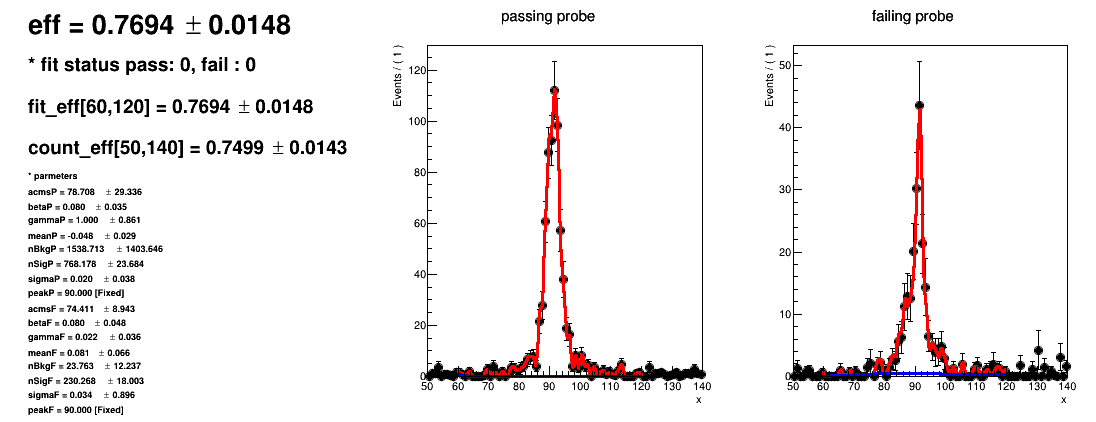 eff = 0.7694 ± 0.0148
* fit status pass: 0, fail : 0
fit_eff[60,120] = 0.7694 ± 0.0148
count_eff[50,140] = 0.7499 ± 0.0143
* parmeters
acmsP = 78.708 ± 29.336
betaP = 0.080 ± 0.035
gammaP = 1.000 ± 0.861
meanP = -0.048 ± 0.029
nBkgP = 1538.713 ± 1403.646
nSigP = 768.178 ± 23.684
sigmaP = 0.020 ± 0.038
peakP = 90.000 [Fixed]
acmsF = 74.411 ± 8.943
betaF = 0.080 ± 0.048
gammaF = 0.022 ± 0.036
meanF = 0.081 ± 0.066
nBkgF = 23.763 ± 12.237
nSigF = 230.268 ± 18.003
sigmaF = 0.034 ± 0.896
peakF = 90.000 [Fixed]
passing probe
Events / ( 1 )
120
100
80
60
40
20
0
50 60 70 80 90 100 110 120 130 140
x
failing probe
Events / ( 1 )
50
40
30
20
10
0
50 60 70 80 90 100 110 120 130 140
x